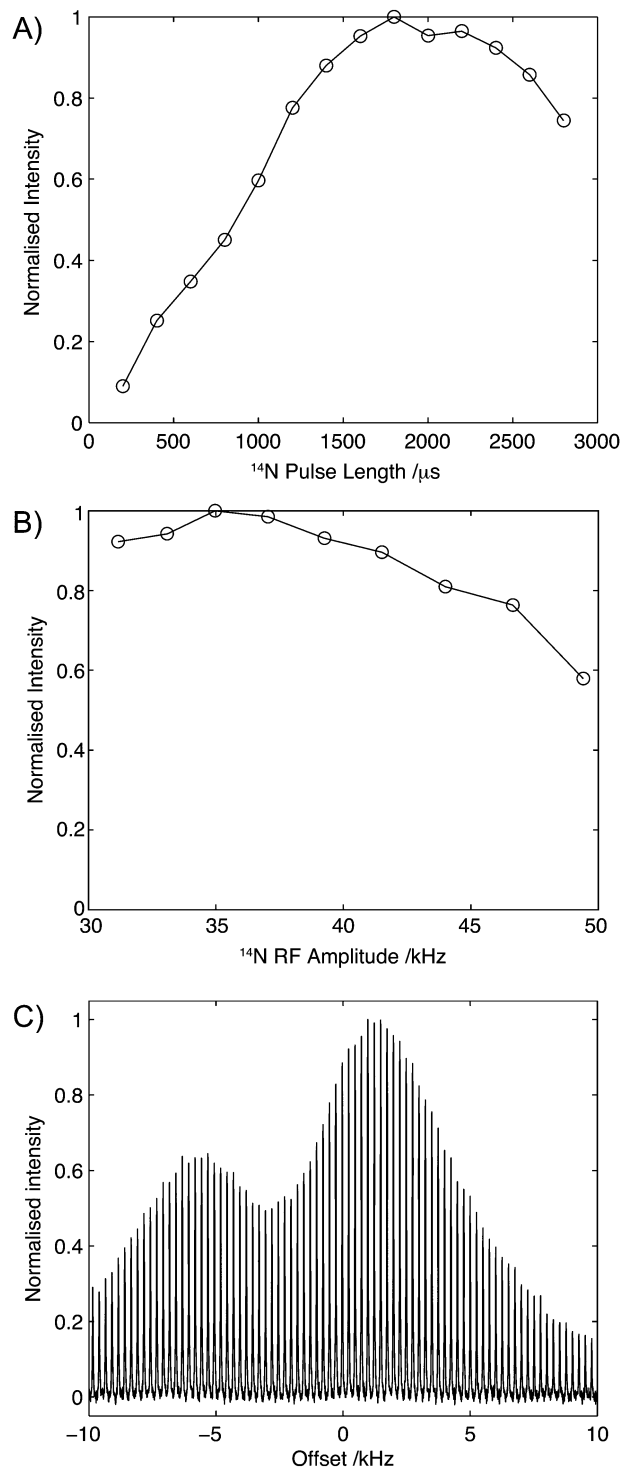 A)
1
0.8
0.6
0.4
0.2
0
Normalised Intensity
0 500 1000 1500 2000 2500 3000
¹⁴N Pulse Length /μs
B)
1
0.8
0.6
0.4
0.2
0
Normalised Intensity
30 35 40 45 50
¹⁴N RF Amplitude /kHz
C)
1
0.8
0.6
0.4
0.2
0
Normalised intensity
−10 −5 0 5 10
Offset /kHz